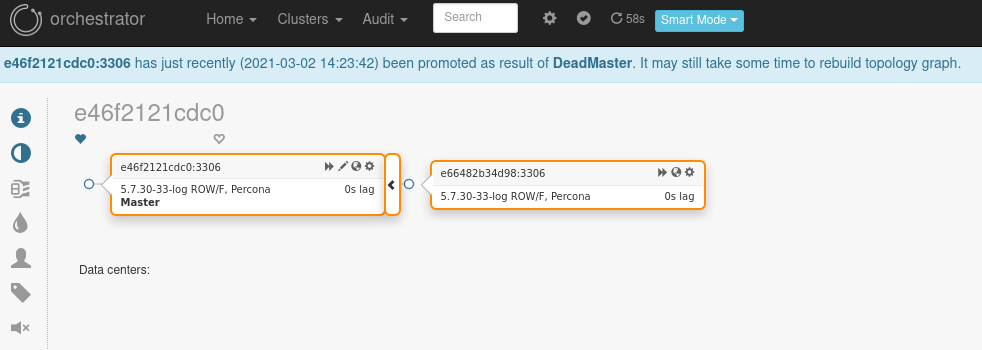 orchestrator Home Clusters Audit Search 58s Smart Mode
e46f2121cdc0:3306 has just recently (2021-03-02 14:23:42) been promoted as result of DeadMaster. It may still take some time to rebuild topology graph.
e46f2121cdc0
e46f2121cdc0:3306
5.7.30-33-log ROW/F, Percona 0s lag
Master
e66482b34d98:3306
5.7.30-33-log ROW/F, Percona 0s lag
Data centers: